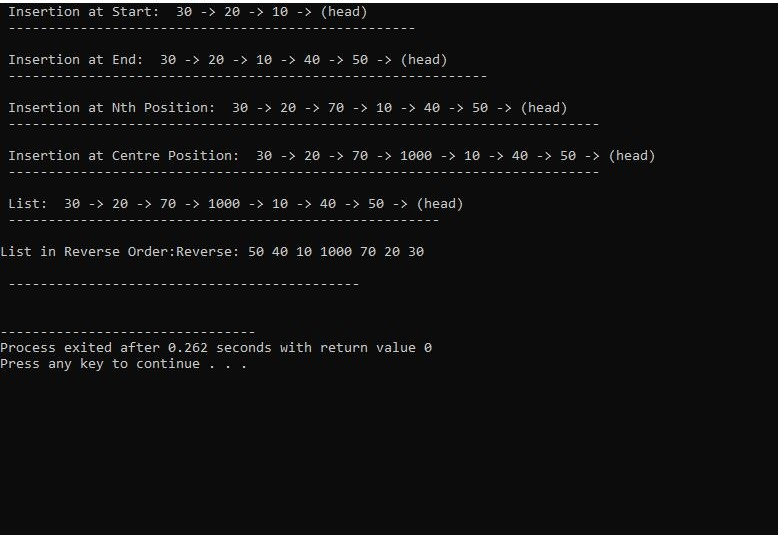 Insertion at Start:  30 -> 20 -> 10 -> (head)
---------------------------------------------------
Insertion at End:  30 -> 20 -> 10 -> 40 -> 50 -> (head)
------------------------------------------------------------
Insertion at Nth Position:  30 -> 20 -> 70 -> 10 -> 40 -> 50 -> (head)
--------------------------------------------------------------------------
Insertion at Centre Position:  30 -> 20 -> 70 -> 1000 -> 10 -> 40 -> 50 -> (head)
--------------------------------------------------------------------------
List:  30 -> 20 -> 70 -> 1000 -> 10 -> 40 -> 50 -> (head)
------------------------------------------------------
List in Reverse Order:Reverse: 50 40 10 1000 70 20 30
--------------------------------------------
--------------------------------
Process exited after 0.262 seconds with return value 0
Press any key to continue . . .